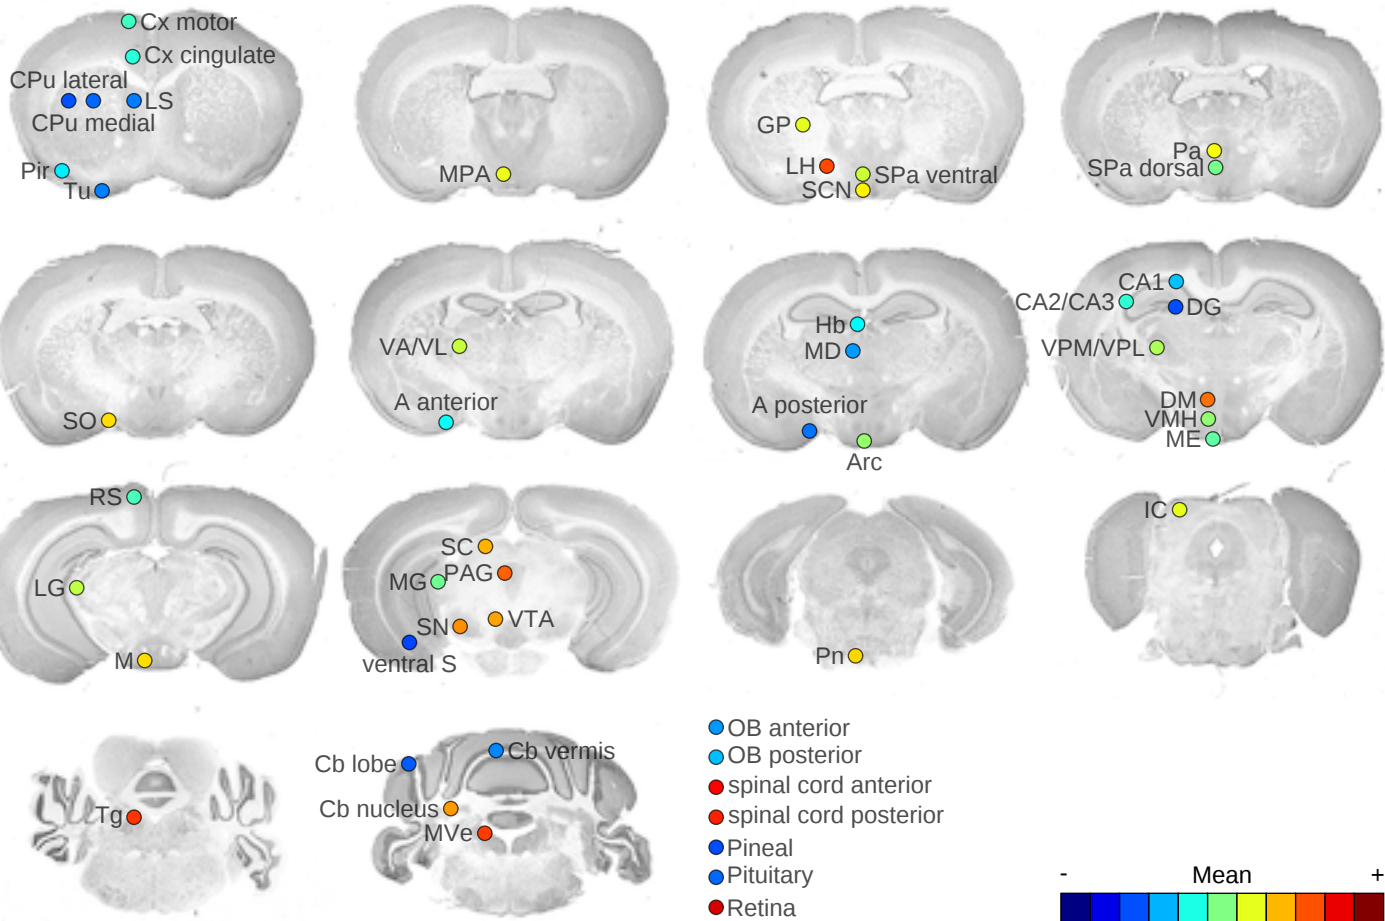 Cx motor
Cx cingulate
CPu lateral
LS
CPu medial
Pir
Tu
MPA
GP
LH
SPa ventral
SCN
Pa
SPa dorsal
SO
VA/VL
A anterior
Hb
MD
A posterior
Arc
CA1
CA2/CA3
DG
VPM/VPL
DM
VMH
ME
RS
LG
M
SC
MG
PAG
SN
VTA
ventral S
Pn
IC
Tg
Cb lobe
Cb vermis
Cb nucleus
MVe
OB anterior
OB posterior
spinal cord anterior
spinal cord posterior
Pineal
Pituitary
Retina
- Mean +